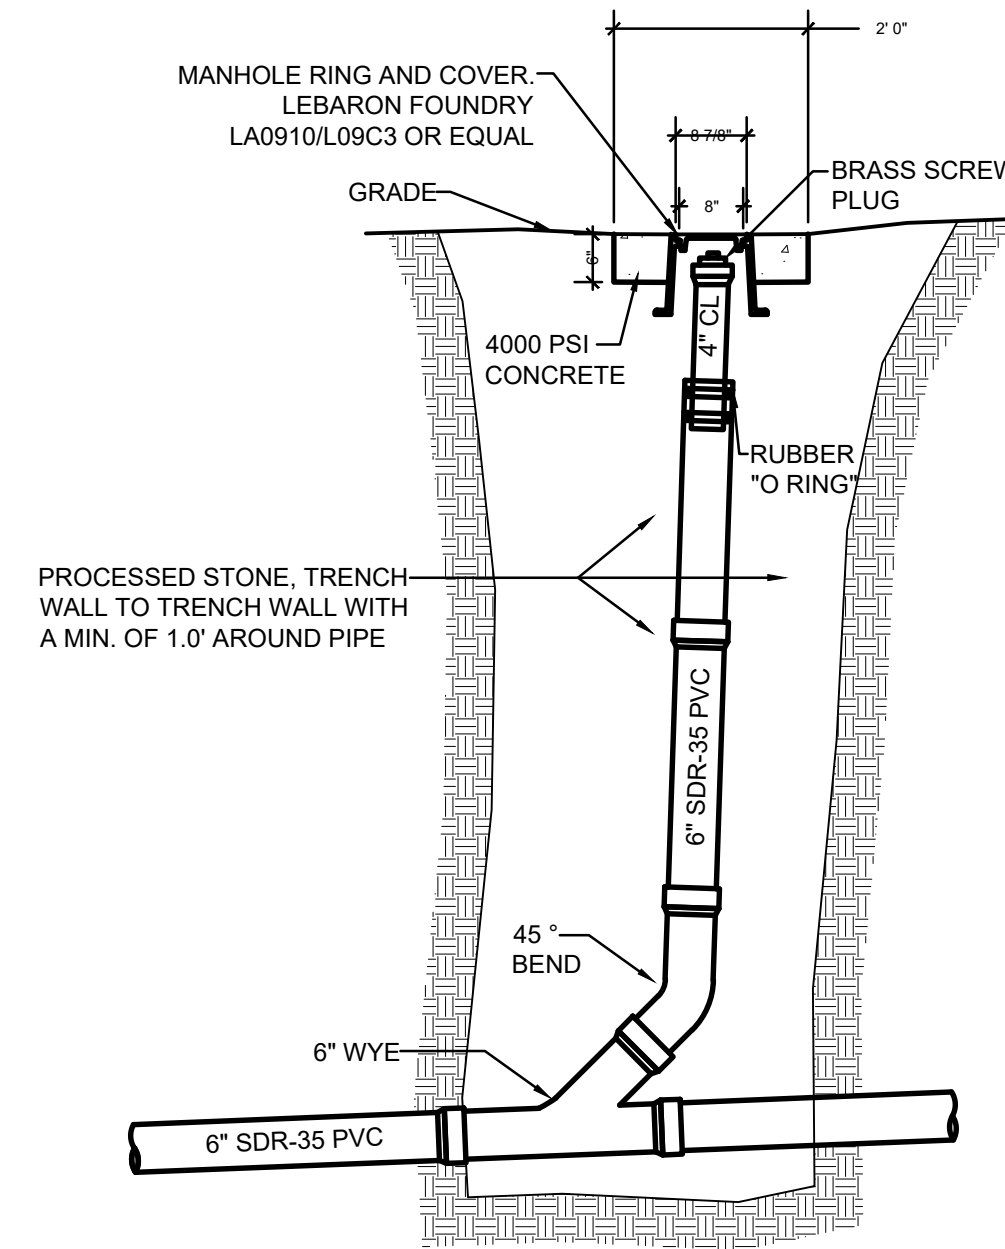 2' 0"
MANHOLE RING AND COVER.
LEBARON FOUNDRY
LA0910/L09C3 OR EQUAL
8 7/8"
BRASS SCREW
PLUG
GRADE
8"
6"
4" CL
4000 PSI
CONCRETE
RUBBER
"O RING"
PROCESSED STONE, TRENCH
WALL TO TRENCH WALL WITH
A MIN. OF 1.0' AROUND PIPE
6" SDR-35 PVC
45 °
BEND
6" WYE
6" SDR-35 PVC